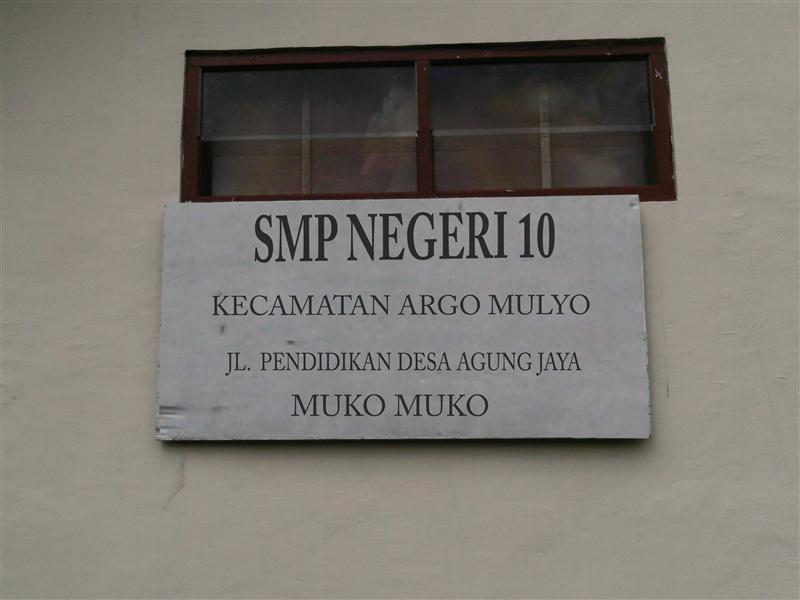 SMP NEGERI 10
KECAMATAN ARGO MULYO
JL. PENDIDIKAN DESA AGUNG JAYA
MUKO MUKO